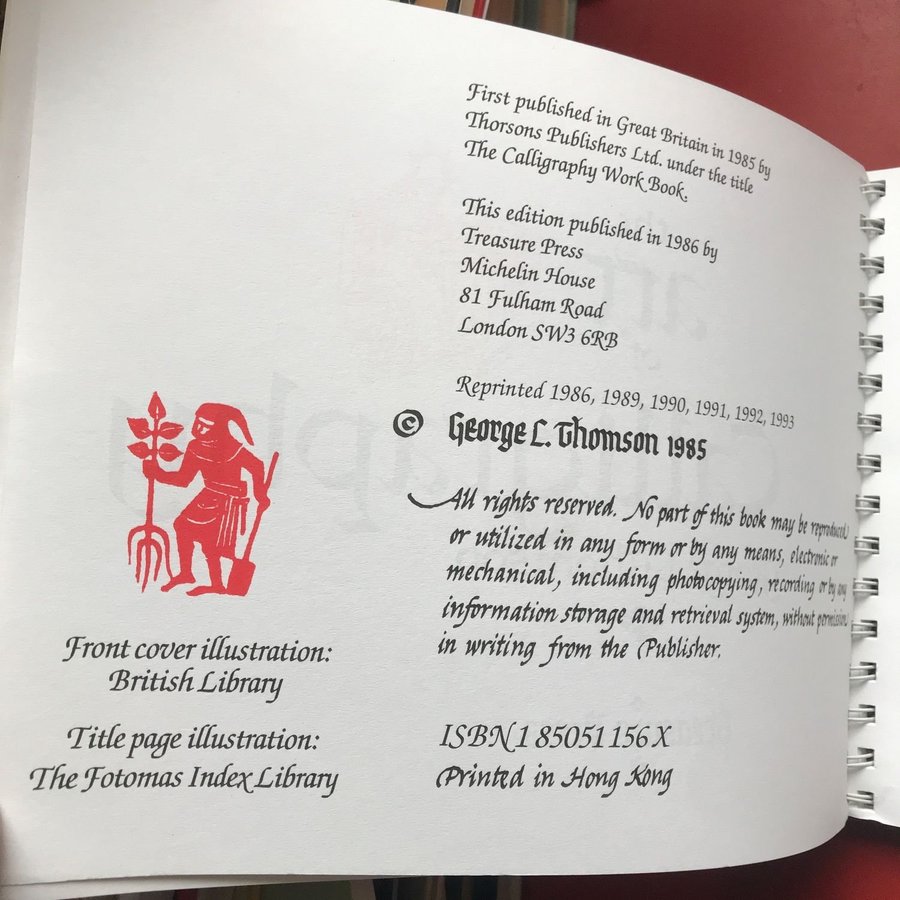 First published in Great Britain in 1985 by
Thorsons Publishers Ltd. under the title
The Calligraphy Work Book.
This edition published in 1986 by
Treasure Press
Michelin House
81 Fulham Road
London SW3 6RB
Reprinted 1986, 1989, 1990, 1991, 1992, 1993
© George L. Thomson 1985
All rights reserved. No part of this book may be reproduced
or utilized in any form or by any means, electronic or
mechanical, including photocopying, recording or by any
information storage and retrieval system, without permission
in writing from the Publisher.
ISBN 1 85051 156 X
Printed in Hong Kong
Front cover illustration:
British Library
Title page illustration:
The Fotomas Index Library